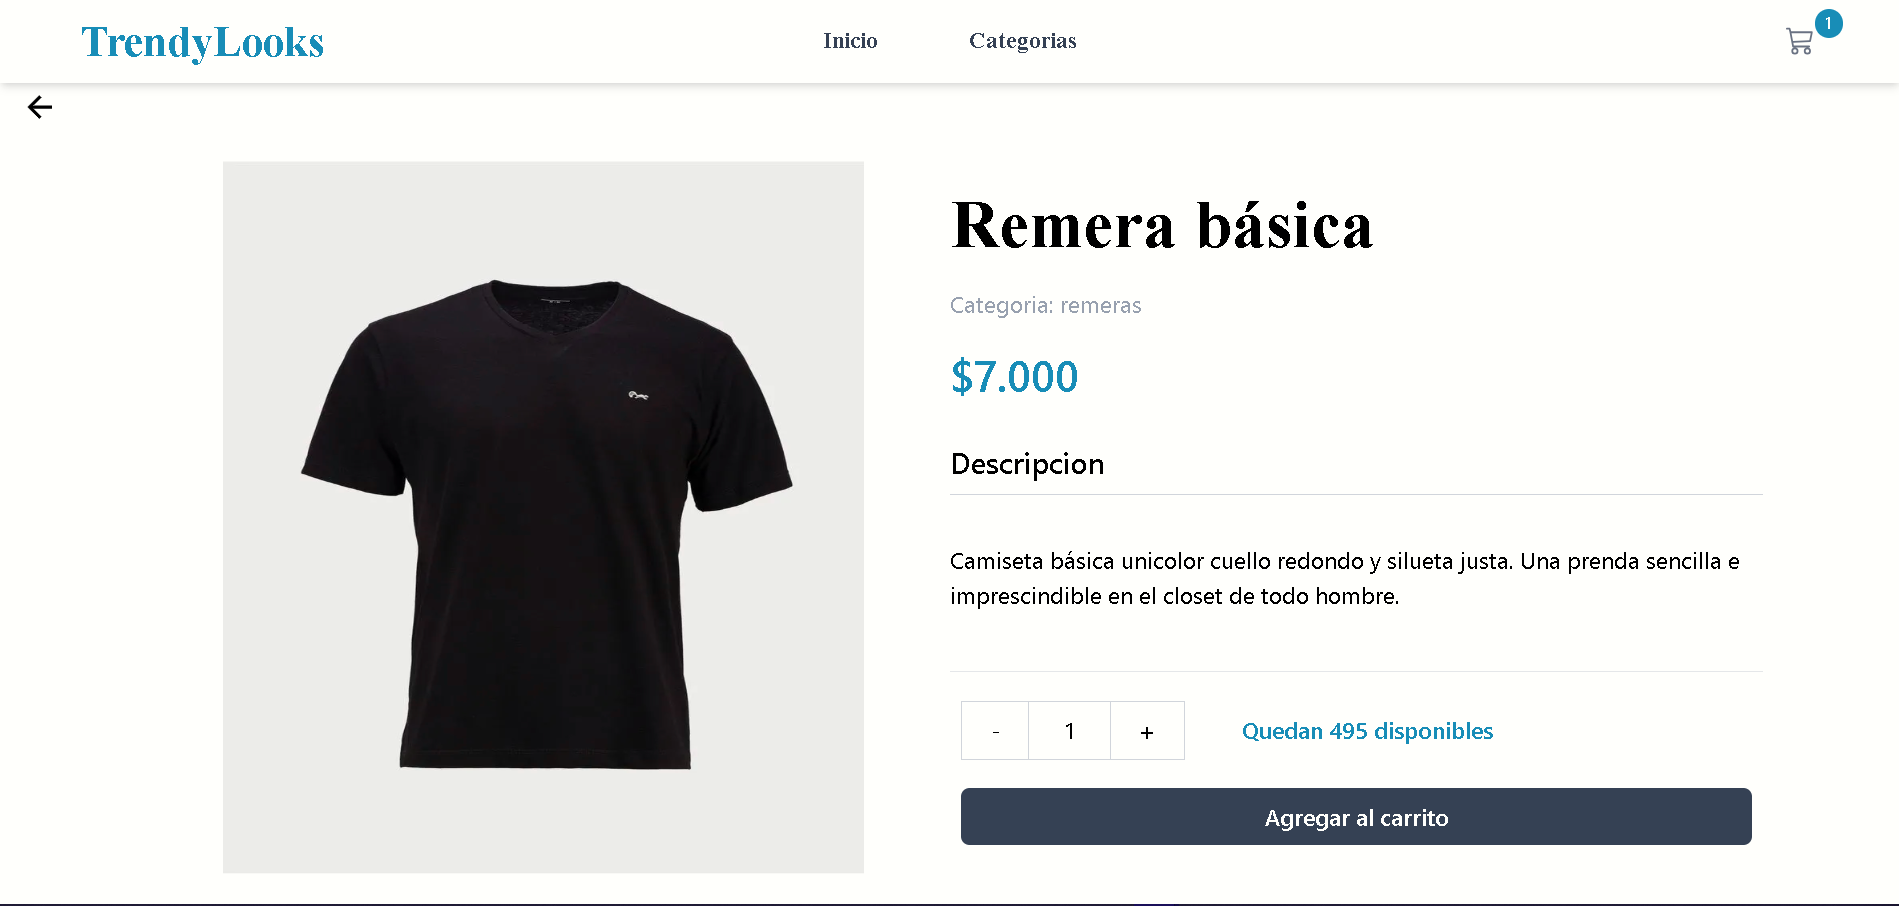 TrendyLooks
Inicio
Categorias
1
Remera básica
Categoria: remeras
$7.000
Descripcion
Camiseta básica unicolor cuello redondo y silueta justa. Una prenda sencilla e
imprescindible en el closet de todo hombre.
- 1 +
Quedan 495 disponibles
Agregar al carrito